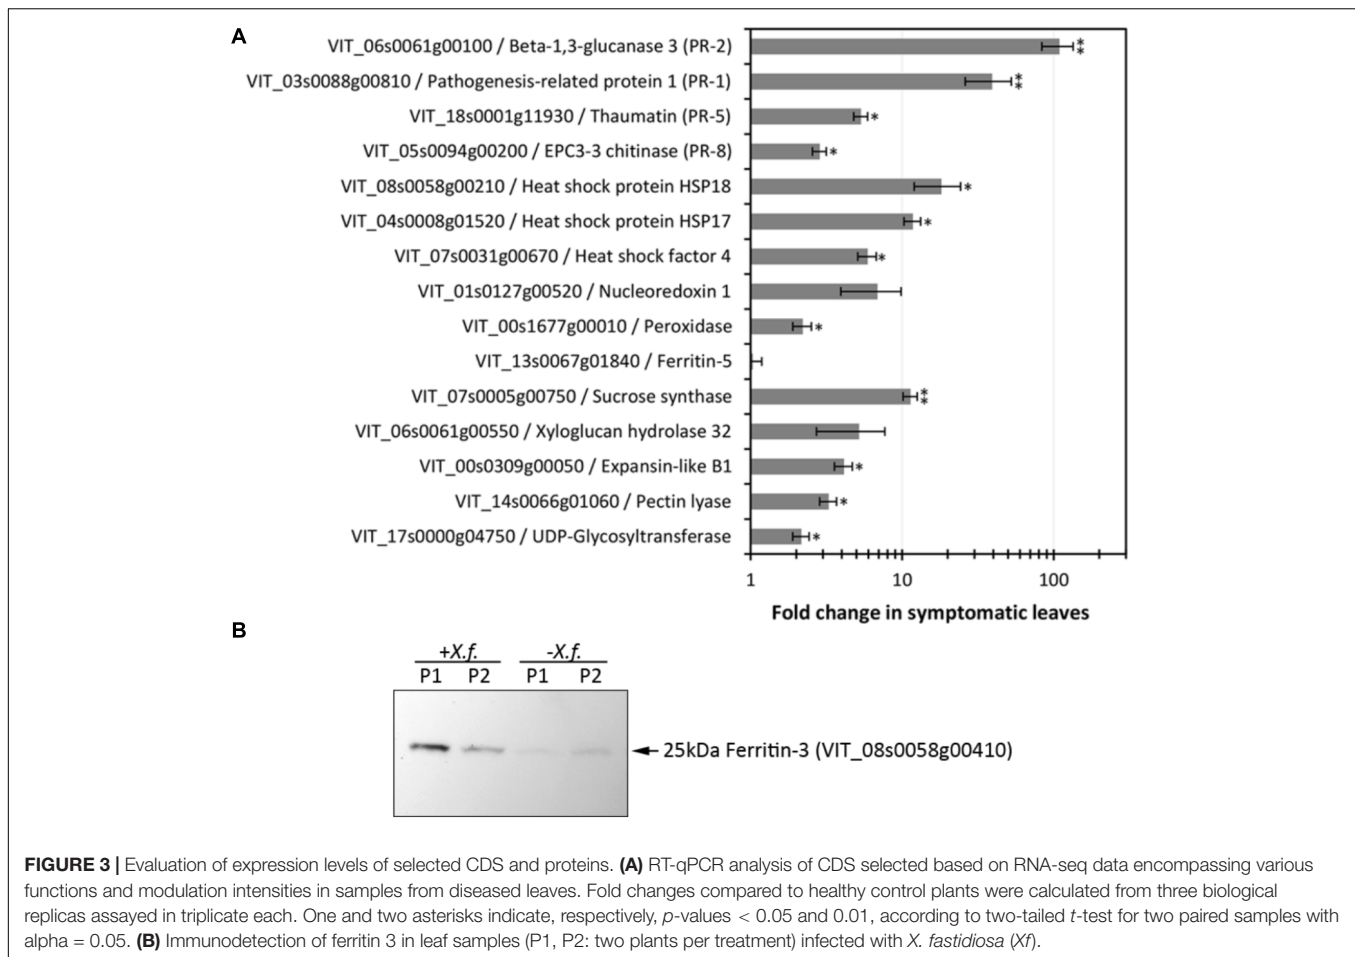 A
VIT_06s0061g00100 / Beta-1,3-glucanase 3 (PR-2)
**
VIT_03s0088g00810 / Pathogenesis-related protein 1 (PR-1)
**
VIT_18s0001g11930 / Thaumatin (PR-5)
*
VIT_05s0094g00200 / EPC3-3 chitinase (PR-8)
*
VIT_08s0058g00210 / Heat shock protein HSP18
*
VIT_04s0008g01520 / Heat shock protein HSP17
*
VIT_07s0031g00670 / Heat shock factor 4
*
VIT_01s0127g00520 / Nucleoredoxin 1
VIT_00s1677g00010 / Peroxidase
*
VIT_13s0067g01840 / Ferritin-5
VIT_07s0005g00750 / Sucrose synthase
**
VIT_06s0061g00550 / Xyloglucan hydrolase 32
VIT_00s0309g00050 / Expansin-like B1
*
VIT_14s0066g01060 / Pectin lyase
*
VIT_17s0000g04750 / UDP-Glycosyltransferase
*
1 10 100
Fold change in symptomatic leaves
B
+X.f. -X.f.
P1 P2 P1 P2
25kDa Ferritin-3 (VIT_08s0058g00410)
FIGURE 3 | Evaluation of expression levels of selected CDS and proteins. (A) RT-qPCR analysis of CDS selected based on RNA-seq data encompassing various
functions and modulation intensities in samples from diseased leaves. Fold changes compared to healthy control plants were calculated from three biological
replicas assayed in triplicate each. One and two asterisks indicate, respectively, p-values < 0.05 and 0.01, according to two-tailed t-test for two paired samples with
alpha = 0.05. (B) Immunodetection of ferritin 3 in leaf samples (P1, P2: two plants per treatment) infected with X. fastidiosa (Xf).